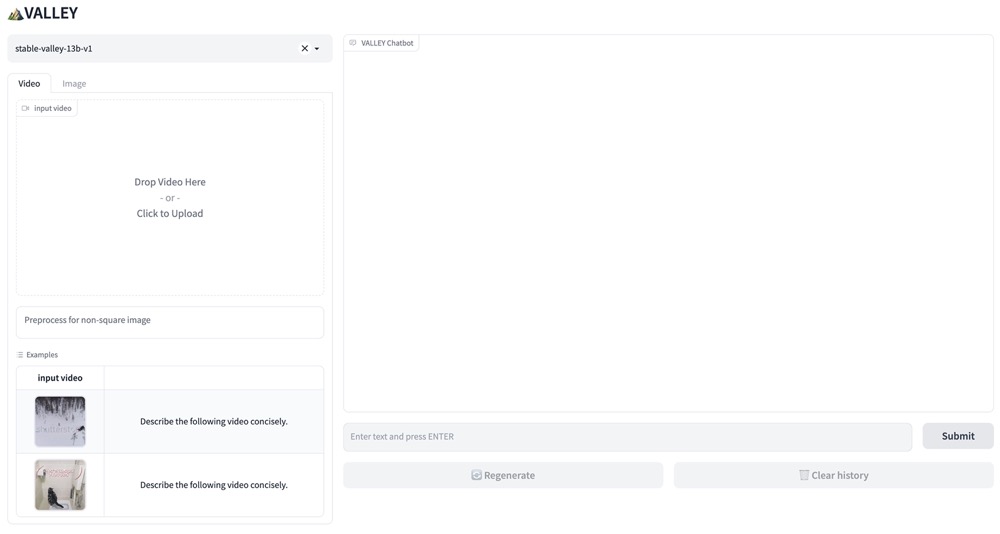 VALLEY
stable-valley-13b-v1
Video
Image
input video
Drop Video Here
- or -
Click to Upload
Preprocess for non-square image
Examples
input video
Describe the following video concisely.
Describe the following video concisely.
VALLEY Chatbot
Enter text and press ENTER
Submit
Regenerate
Clear history